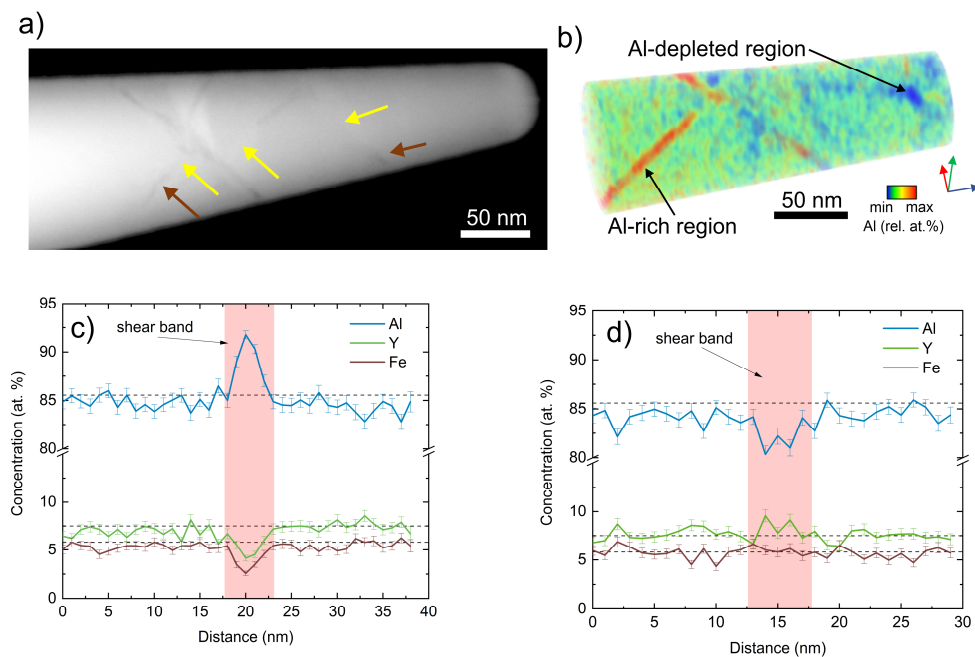 a)
50 nm
b)
Al-depleted region
Al-rich region
50 nm
min max
Al (rel. at.%)
c)
shear band
Al
Y
Fe
Concentration (at. %)
95
90
85
80
10
5
0
0 5 10 15 20 25 30 35 40
Distance (nm)
d)
shear band
Al
Y
Fe
Concentration (at. %)
95
90
85
80
10
5
0
0 5 10 15 20 25 30
Distance (nm)